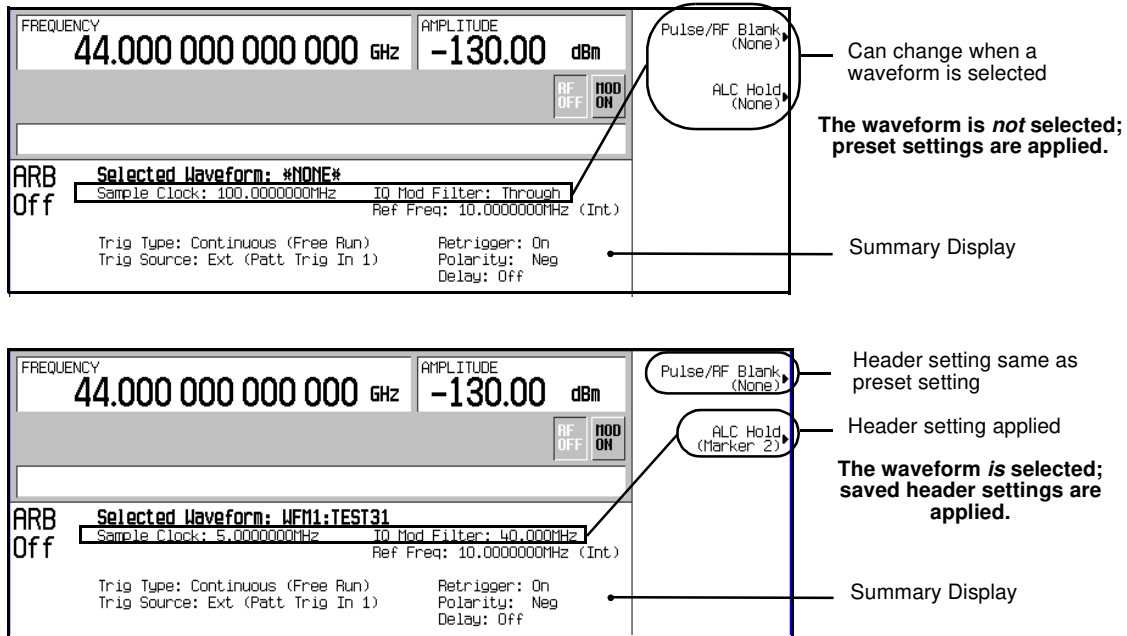 FREQUENCY
44.000 000 000 000 GHz
AMPLITUDE
-130.00 dBm
RF OFF
MOD ON
Pulse/RF Blank
(None)
ALC Hold
(None)
Can change when a
waveform is selected
The waveform is not selected;
preset settings are applied.
ARB
Off
Selected Waveform: *NONE*
Sample Clock: 100.0000000MHz IQ Mod Filter: Through
Ref Freq: 10.0000000MHz (Int)
Trig Type: Continuous (Free Run) Retrigger: On
Trig Source: Ext (Patt Trig In 1) Polarity: Neg
Delay: Off
Summary Display
FREQUENCY
44.000 000 000 000 GHz
AMPLITUDE
-130.00 dBm
RF OFF
MOD ON
Pulse/RF Blank
(None)
ALC Hold
(Marker 2)
Header setting same as
preset setting
Header setting applied
The waveform is selected;
saved header settings are
applied.
ARB
Off
Selected Waveform: WFM1:TEST31
Sample Clock: 5.0000000MHz IQ Mod Filter: 40.000MHz
Ref Freq: 10.0000000MHz (Int)
Trig Type: Continuous (Free Run) Retrigger: On
Trig Source: Ext (Patt Trig In 1) Polarity: Neg
Delay: Off
Summary Display